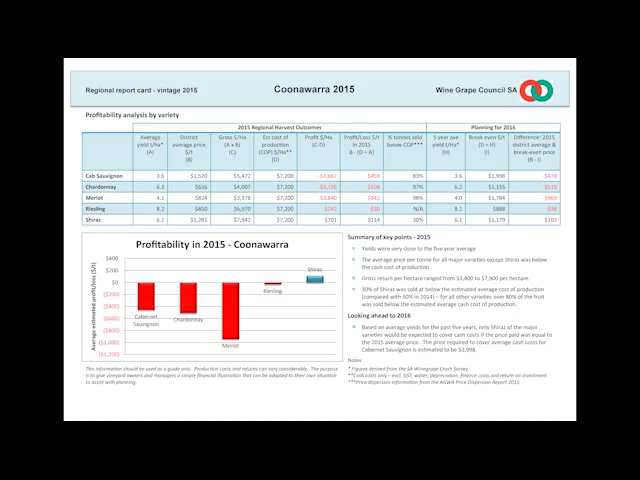 Regional report card - vintage 2015
Coonawarra 2015
Wine Grape Council SA
Profitability analysis by variety
2015 Regional Harvest Outcomes Planning for 2016
Average yield t/Ha* (A) District average price $/t (B) Gross $/Ha (A x B) (C) Est cost of production (COP) $/Ha** (D) Profit $/Ha (C-D) Profit/Loss $/t in 2015 B - (D ÷ A) % tonnes sold below COP*** 5 year ave yield t/Ha* (H) Break even $/t (D ÷ H) (I) Difference: 2015 district average & break-even price (B - I)
Cab Sauvignon 3.6 $1,520 $5,472 $7,200 83% 3.6 $1,998 -$478
Chardonnay 6.3 $636 $4,007 $7,200 97% 6.2 $1,155
Merlot 4.1 $824 $3,378 $7,200 98% 4.0 $1,784
Riesling 8.2 $850 $6,970 $7,200 N/A 8.1 $888
Shiraz 6.2 $1,281 $7,942 $7,200 $701 $114 30% 6.1 $1,179 $102
Profitability in 2015 - Coonawarra
Average estimated profit/loss ($/t)
$400
$200
$0
($200)
($400)
($600)
($800)
($1,000)
($1,200)
Cabernet Sauvignon
Chardonnay
Merlot
Riesling
Shiraz
This information should be used as a guide only. Production costs and returns can vary considerably. The purpose
is to give vineyard owners and managers a simple financial illustration that can be adapted to their own situation
to assist with planning.
Summary of key points - 2015
Yields were very close to the five year average
The average price per tonne for all major varieties except Shiraz was below
the cash cost of production
Gross return per hectare ranged from $3,400 to $7,900 per hectare.
30% of Shiraz was sold at below the estimated average cost of production
(compared with 50% in 2014) – for all other varieties over 80% of the fruit
was sold below the estimated average cash cost of production.
Looking ahead to 2016
Based on average yields for the past five years, only Shiraz of the major
varieties would be expected to cover cash costs if the price paid was equal to
the 2015 average price. The price required to cover average cash costs for
Cabernet Sauvignon is estimated to be $1,998.
Notes
* Figures derived from the SA Winegrape Crush Survey
**Cash costs only – excl. GST, water, depreciation, finance costs and return on investment
***Price dispersion information from the AGWA Price Dispersion Report 2015